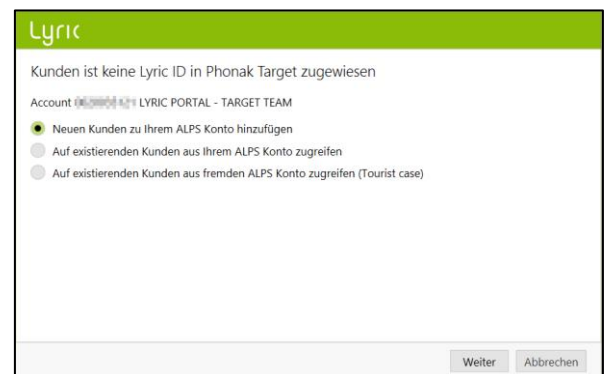 Lyric
Kunden ist keine Lyric ID in Phonak Target zugewiesen
Account LYRIC PORTAL - TARGET TEAM
Neuen Kunden zu Ihrem ALPS Konto hinzufügen
Auf existierenden Kunden aus Ihrem ALPS Konto zugreifen
Auf existierenden Kunden aus fremden ALPS Konto zugreifen (Tourist case)
Weiter Abbrechen